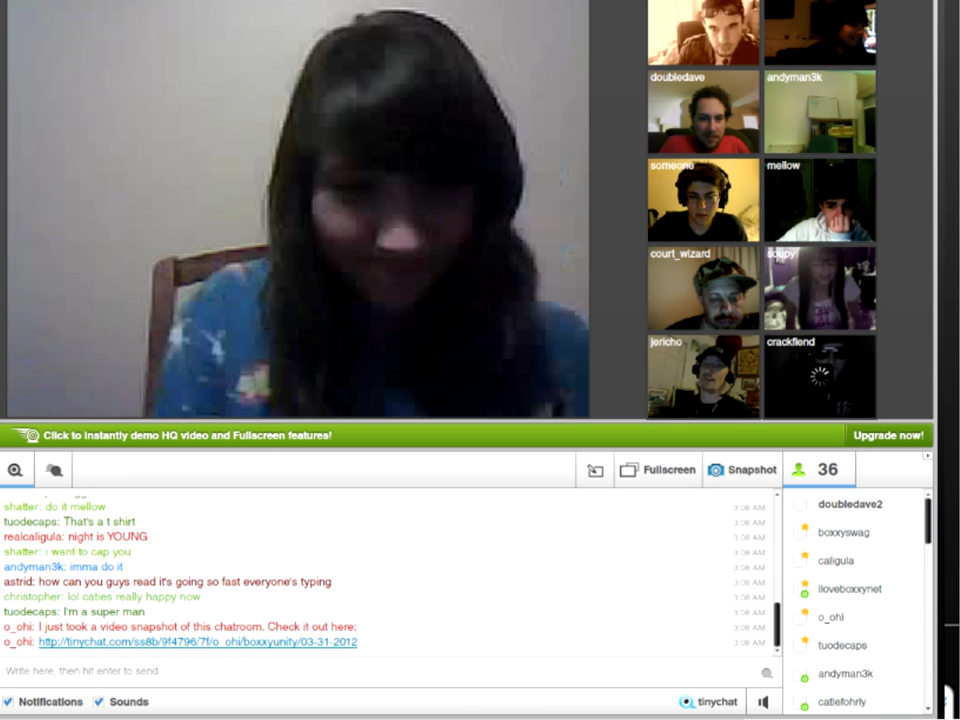 doubledave
andyman3k
someone
mellow
court_wizard
soupy
jericho
crackfiend
Click to instantly demo HQ video and Fullscreen features!
Upgrade now!
Fullscreen
Snapshot
36
shatter: do it mellow
3:08 AM
tuodecaps: That's a t shirt
3:08 AM
realcaligula: night is YOUNG
3:08 AM
shatter: i want to cap you
3:08 AM
andyman3k: imma do it
3:08 AM
astrid: how can you guys read it's going so fast everyone's typing
3:08 AM
christopher: lol caties really happy now
3:08 AM
tuodecaps: I'm a super man
3:08 AM
o_ohi: I just took a video snapshot of this chatroom. Check it out here:
3:08 AM
o_ohi: http://tinychat.com/ss8b/9f4796/7f/o_ohi/boxxyunity/03-31-2012
3:08 AM
doubledave2
boxxyswag
caligula
iloveboxxynet
o_ohi
tuodecaps
andyman3k
catiefohrly
Write here, then hit enter to send
Notifications
Sounds
tinychat